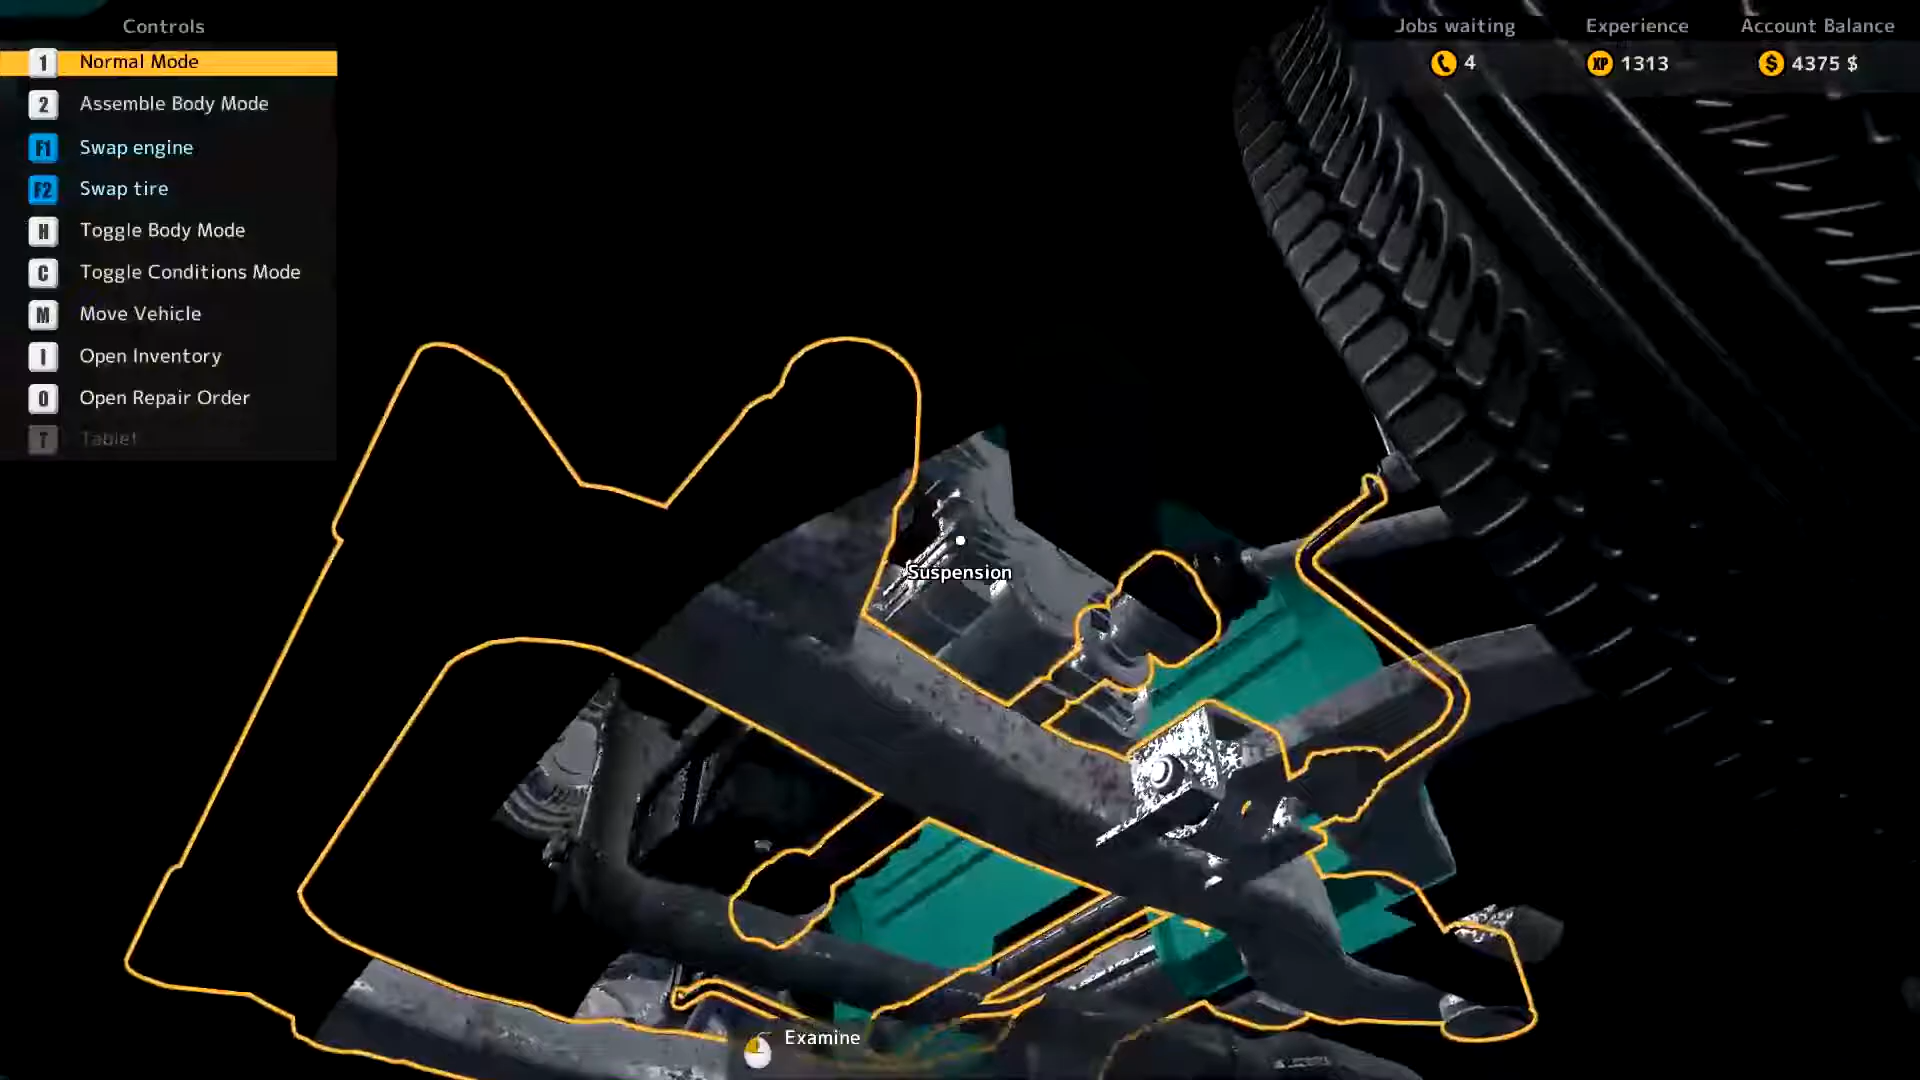 Controls
1 Normal Mode
2 Assemble Body Mode
F1 Swap engine
F2 Swap tire
H Toggle Body Mode
C Toggle Conditions Mode
M Move Vehicle
I Open Inventory
O Open Repair Order
T Tablet
Jobs waiting
4
Experience
XP 1313
Account Balance
$ 4375 $
Suspension
Examine